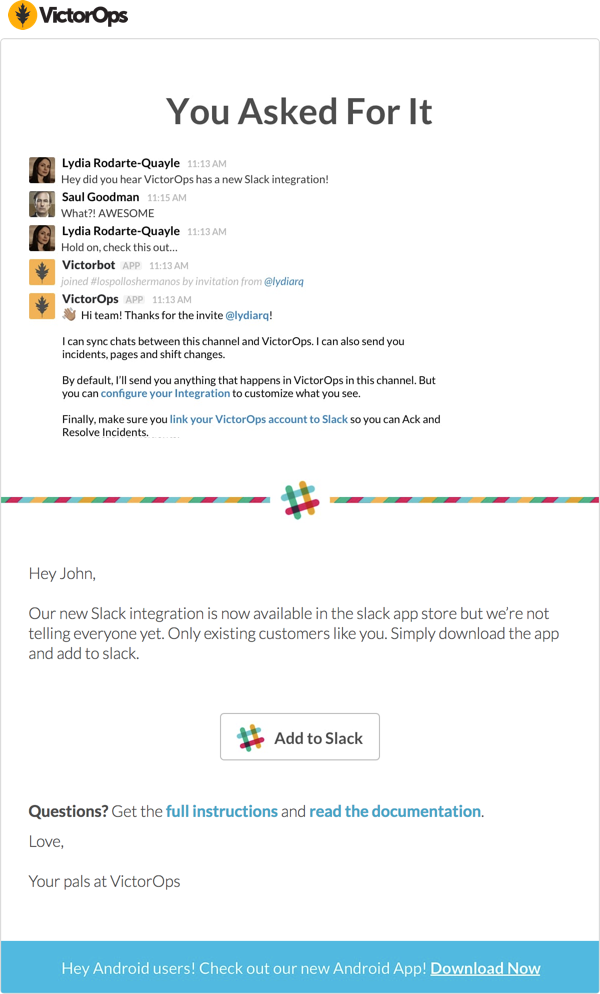 VictorOps
You Asked For It
Lydia Rodarte-Quayle 11:13 AM
Hey did you hear VictorOps has a new Slack integration!
Saul Goodman 11:15 AM
What?! AWESOME
Lydia Rodarte-Quayle 11:13 AM
Hold on, check this out...
Victorbot APP 11:13 AM
joined #lospolloshermanos by invitation from @lydiarq
VictorOps APP 11:13 AM
👋🏽 Hi team! Thanks for the invite @lydiarq!
I can sync chats between this channel and VictorOps. I can also send you
incidents, pages and shift changes.
By default, I'll send you anything that happens in VictorOps in this channel. But
you can configure your Integration to customize what you see.
Finally, make sure you link your VictorOps account to Slack so you can Ack and
Resolve Incidents.
Hey John,
Our new Slack integration is now available in the slack app store but we're not
telling everyone yet. Only existing customers like you. Simply download the app
and add to slack.
Add to Slack
Questions? Get the full instructions and read the documentation.
Love,
Your pals at VictorOps
Hey Android users! Check out our new Android App! Download Now